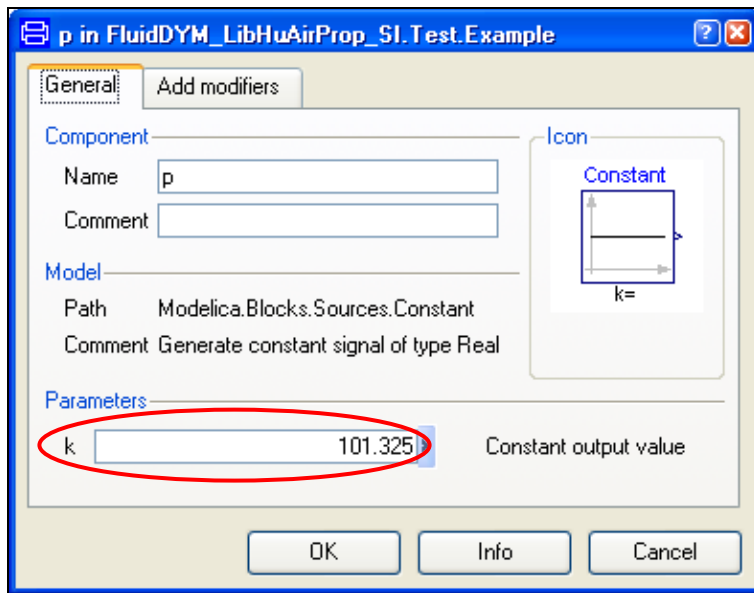 p in FluidDYM_LibHuAirProp_SI.Test.Example
General Add modifiers
Component Icon
Name p
Constant
Comment
k=
Model
Path Modelica.Blocks.Sources.Constant
Comment Generate constant signal of type Real
Parameters
k 101.325 Constant output value
OK Info Cancel